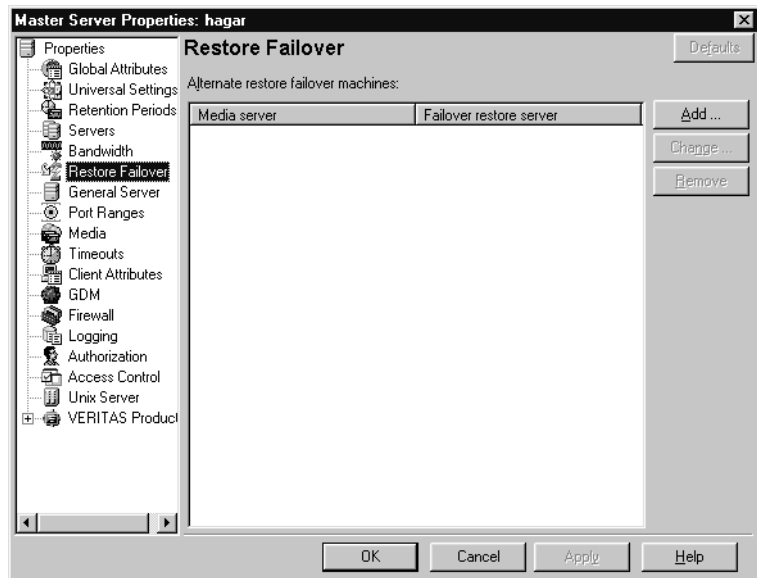 Master Server Properties: hagar
Properties
Global Attributes
Universal Settings
Retention Periods
Servers
Bandwidth
Restore Failover
General Server
Port Ranges
Media
Timeouts
Client Attributes
GDM
Firewall
Logging
Authorization
Access Control
Unix Server
VERITAS Product
Restore Failover
Defaults
Alternate restore failover machines:
Media server Failover restore server
Add ...
Change ...
Remove
OK Cancel Apply Help